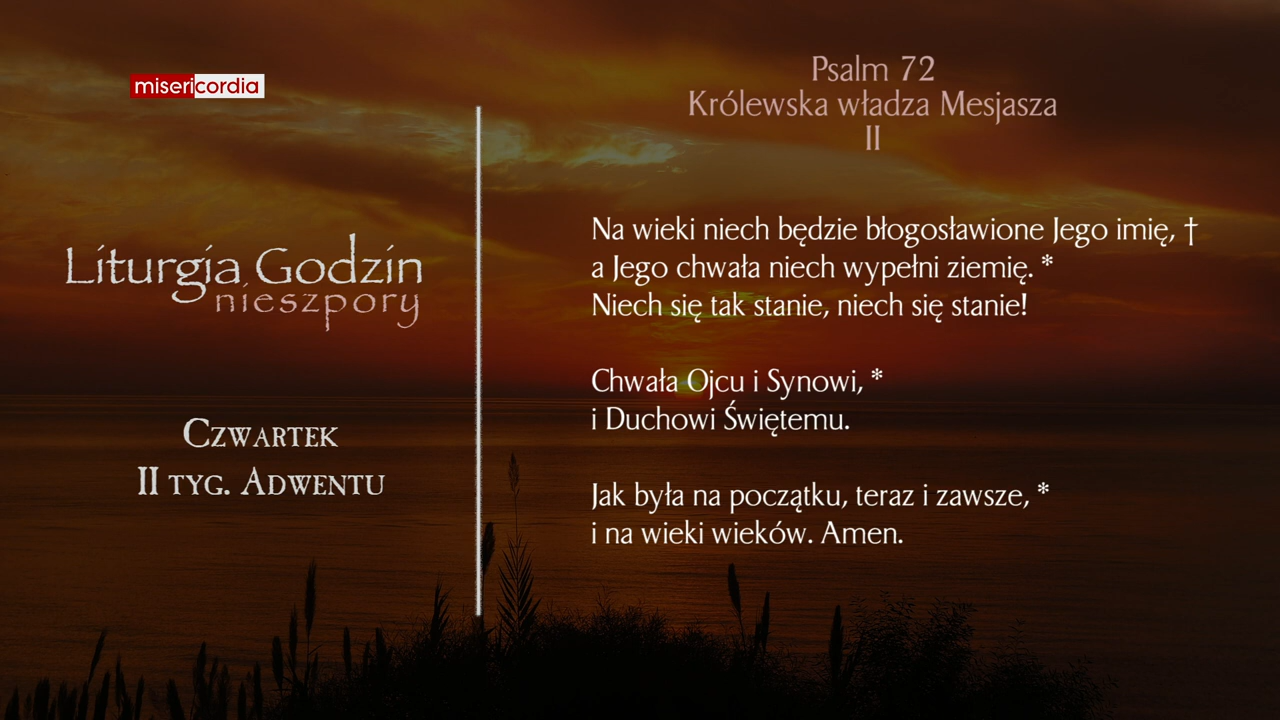 misericordia
Liturgia Godzin
nieszpory
Czwartek
II tyg. Adwentu
Psalm 72
Królewska władza Mesjasza
II
Na wieki niech będzie błogosławione Jego imię, †
a Jego chwała niech wypełni ziemię. *
Niech się tak stanie, niech się stanie!
Chwała Ojcu i Synowi, *
i Duchowi Świętemu.
Jak była na początku, teraz i zawsze, *
i na wieki wieków. Amen.